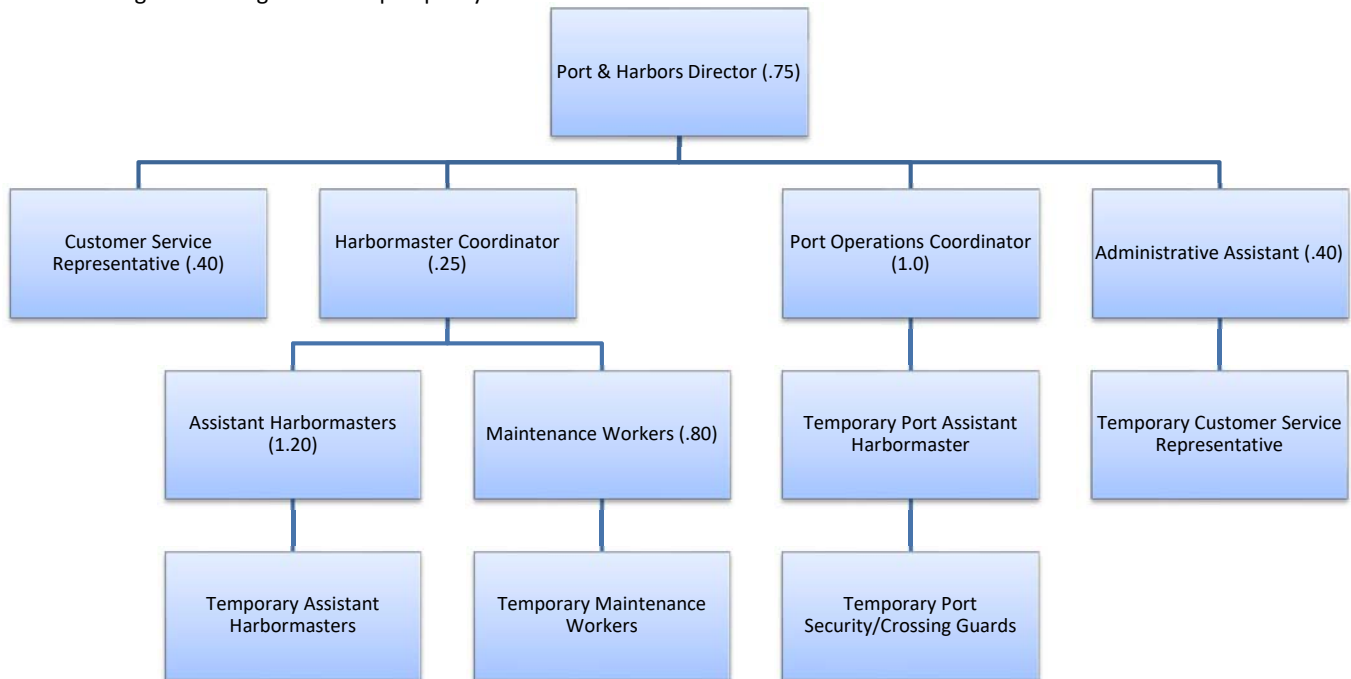 Port & Harbors Director (.75)
Customer Service
Representative (.40)
Harbormaster Coordinator
(.25)
Port Operations Coordinator
(1.0)
Administrative Assistant (.40)
Assistant Harbormasters
(1.20)
Maintenance Workers (.80)
Temporary Port Assistant
Harbormaster
Temporary Customer Service
Representative
Temporary Assistant
Harbormasters
Temporary Maintenance
Workers
Temporary Port
Security/Crossing Guards